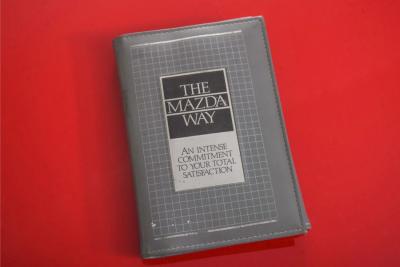 THE
MAZDA
WAY
AN INTENSE
COMMITMENT
TO YOUR TOTAL
SATISFACTION